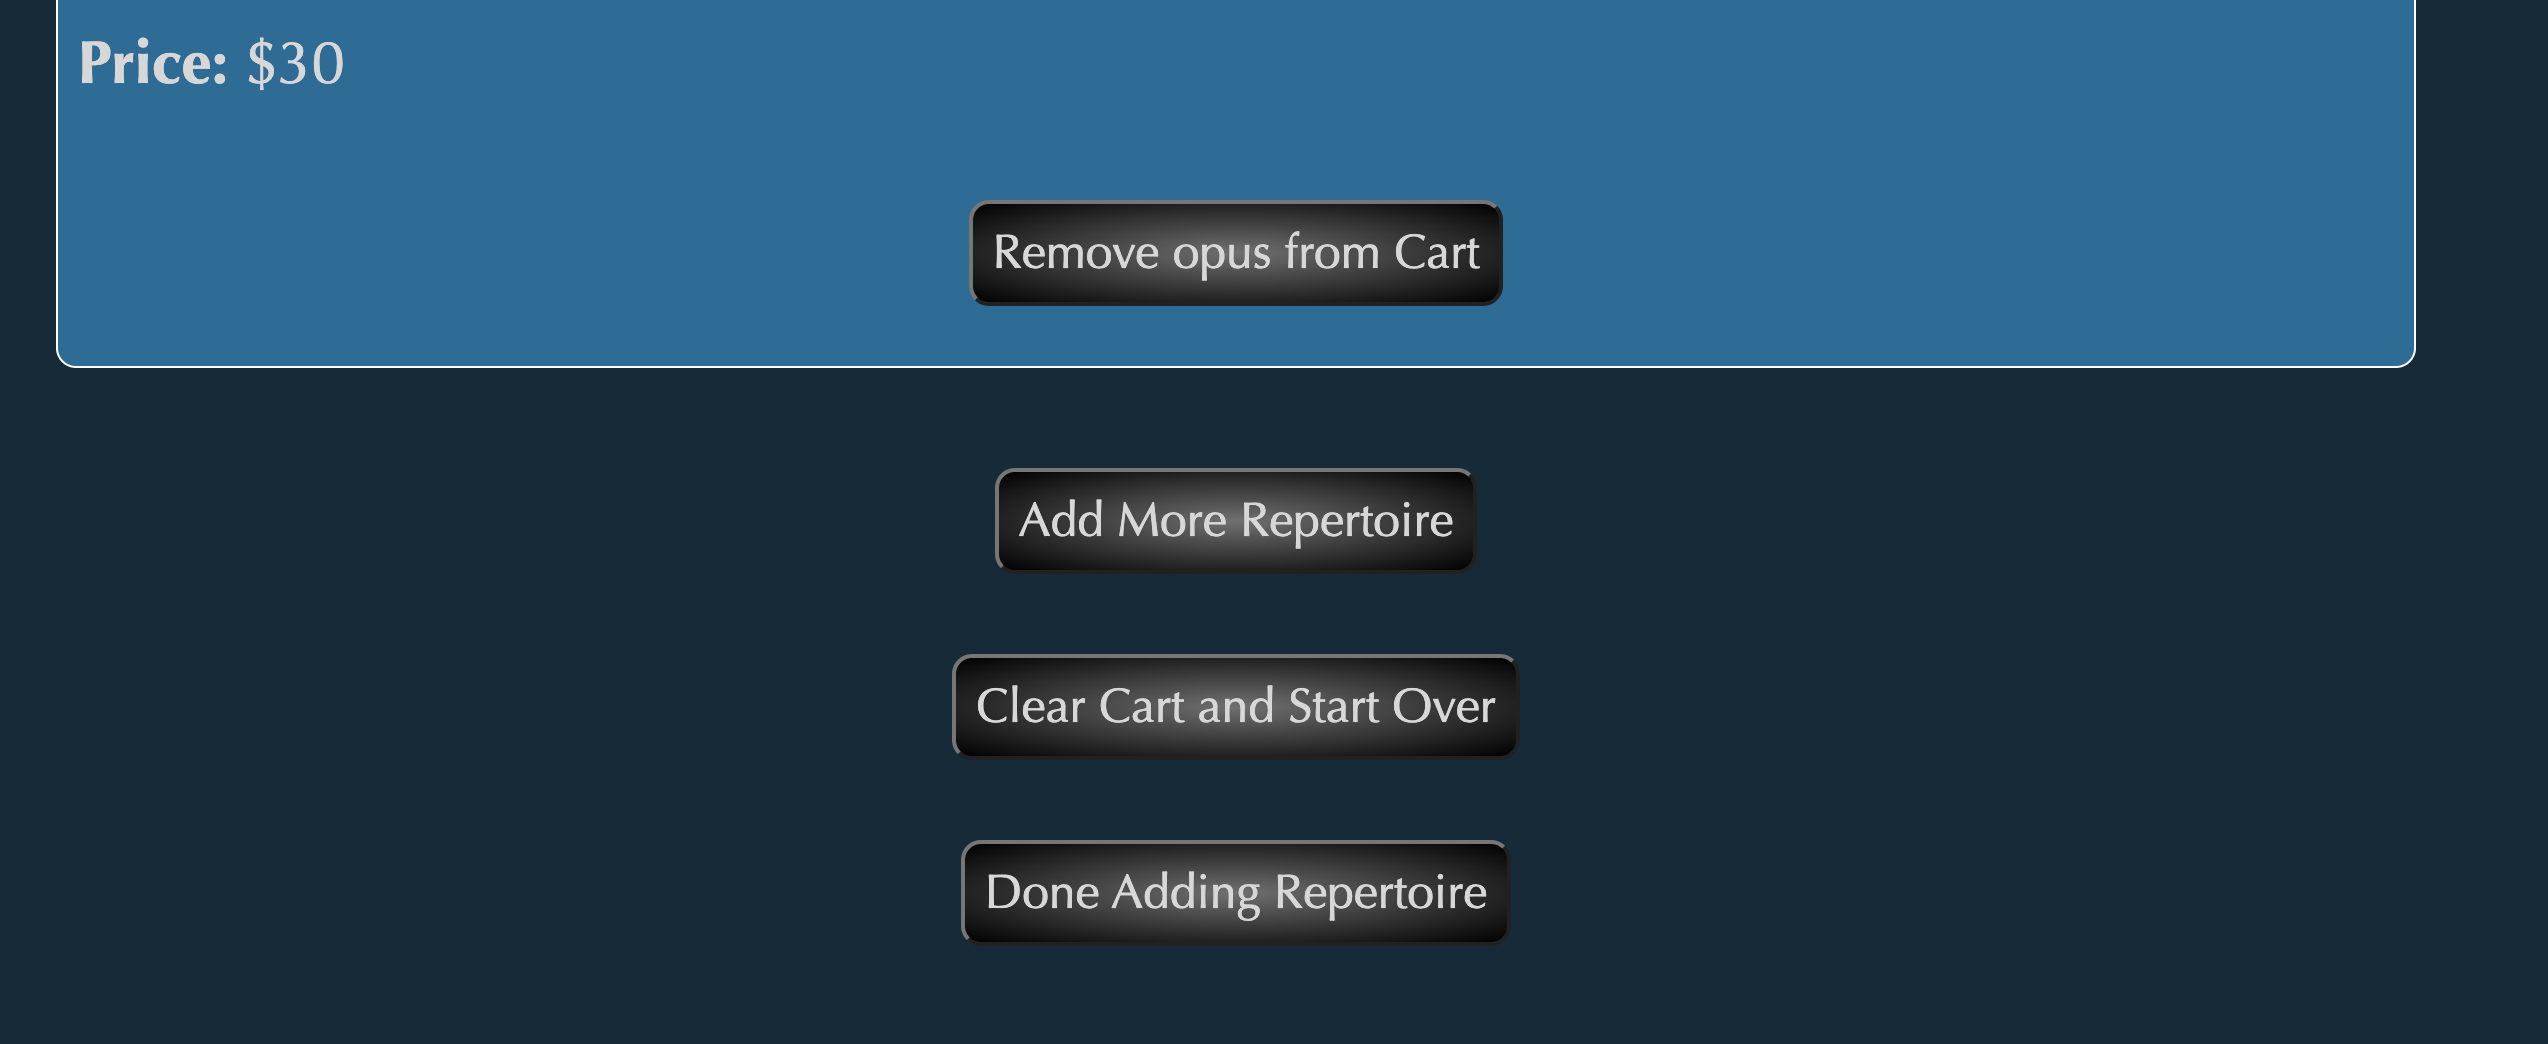 Price: $30
Remove opus from Cart
Add More Repertoire
Clear Cart and Start Over
Done Adding Repertoire